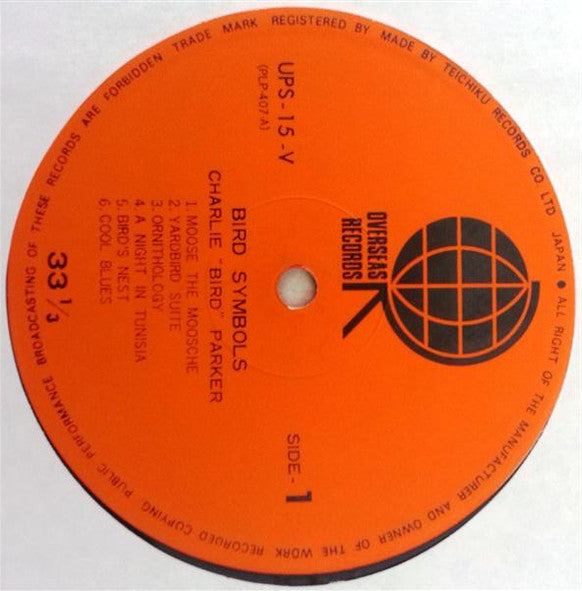 OVERSEAS
RECORDS
UPS-15-V
(PLP-407-A)
SIDE-1
BIRD SYMBOLS
CHARLIE "BIRD" PARKER
1. MOOSE THE MOOSCHE
2. YARDBIRD SUITE
3. ORNITHOLOGY
4. A NIGHT IN TUNISIA
5. BIRD'S NEST
6. COOL BLUES
33 1/3
TRADE MARK REGISTERED BY MADE BY TEICHIKU RECORDS CO. LTD JAPAN ● ALL RIGHT OF THE MANUFACTURER AND OWNER OF THE WORK RECORDED COPYING PUBLIC PERFORMANCE BROADCASTING OF THESE RECORDS ARE FORBIDDEN